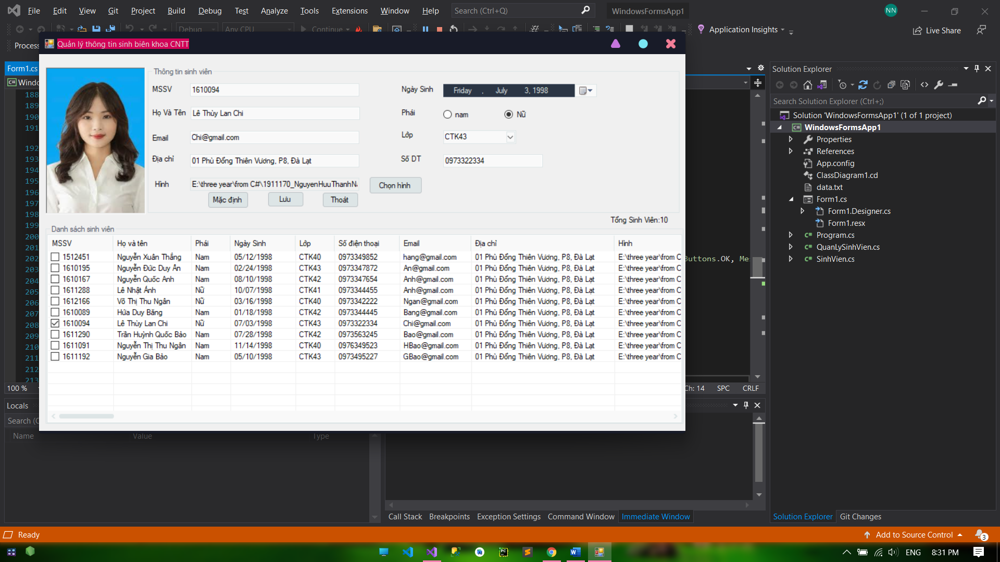 File Edit View Git Project Build Debug Test Analyze Tools Extensions Window Help Search (Ctrl+Q) WindowsFormsApp1 NN
Debug Any CPU Continue Application Insights Live Share
Process
Quản lý thông tin sinh biên khoa CNTT
Form1.cs
Windo
Thông tin sinh viên
MSSV 1610094 Ngày Sinh Friday , July 3, 1998
Họ Và Tên Lê Thùy Lan Chi Phái nam Nữ
Email Chi@gmail.com Lớp CTK43
Địa chỉ 01 Phù Đổng Thiên Vương, P8, Đà Lạt Số DT 0973322334
Hình E:\three year\from C#\1911170_NguyenHuuThanhNa Chọn hình
Mặc định Lưu Thoát
Tổng Sinh Viên:10
Danh sách sinh viên
MSSV Họ và tên Phái Ngày Sinh Lớp Số điện thoại Email Địa chỉ Hình
1512451 Nguyễn Xuân Thắng Nam 05/12/1998 CTK40 0973349852 hang@gmail.com 01 Phù Đổng Thiên Vương, P8, Đà Lạt E:\three year\from C
1610195 Nguyễn Đức Duy Ân Nam 02/24/1998 CTK43 0973347872 An@gmail.com 01 Phù Đổng Thiên Vương, P8, Đà Lạt E:\three year\from C
1610167 Nguyễn Quốc Anh Nam 08/10/1998 CTK42 0973347654 Anh@gmail.com 01 Phù Đổng Thiên Vương, P8, Đà Lạt E:\three year\from C
1611288 Lê Nhật Ánh Nữ 10/07/1998 CTK41 0973344455 Anh@gmail.com 01 Phù Đổng Thiên Vương, P8, Đà Lạt E:\three year\from C
1612166 Võ Thị Thu Ngân Nữ 03/16/1998 CTK40 0973342222 Ngan@gmail.com 01 Phù Đổng Thiên Vương, P8, Đà Lạt E:\three year\from C
1610089 Hứa Duy Băng Nam 01/18/1998 CTK42 0973344445 Bang@gmail.com 01 Phù Đổng Thiên Vương, P8, Đà Lạt E:\three year\from C
1610094 Lê Thùy Lan Chi Nữ 07/03/1998 CTK43 0973322334 Chi@gmail.com 01 Phù Đổng Thiên Vương, P8, Đà Lạt E:\three year\from C
1611290 Trần Huỳnh Quốc Bảo Nam 07/28/1998 CTK42 0973563245 Bao@gmail.com 01 Phù Đổng Thiên Vương, P8, Đà Lạt E:\three year\from C
1611091 Nguyễn Thị Thu Ngân Nam 11/14/1998 CTK40 0976349523 HBao@gmail.com 01 Phù Đổng Thiên Vương, P8, Đà Lạt E:\three year\from C
1611192 Nguyễn Gia Bảo Nam 05/10/1998 CTK43 0973495227 GBao@gmail.com 01 Phù Đổng Thiên Vương, P8, Đà Lạt E:\three year\from C
188
189
190
191
192
193
194
195
196
197
198
199
200
201
202
203 Buttons.OK, Me
204
205
206
207
208
209
210
211
212
213
100 % Ch: 14 SPC CRLF
Locals
Search (C
Name Value Type
Call Stack Breakpoints Exception Settings Command Window Immediate Window
Solution Explorer
Search Solution Explorer (Ctrl+;)
Solution 'WindowsFormsApp1' (1 of 1 project)
WindowsFormsApp1
Properties
References
App.config
ClassDiagram1.cd
data.txt
Form1.cs
Form1.Designer.cs
Form1.resx
Program.cs
QuanLySinhVien.cs
SinhVien.cs
Solution Explorer Git Changes
Ready Add to Source Control 3
ENG 8:31 PM